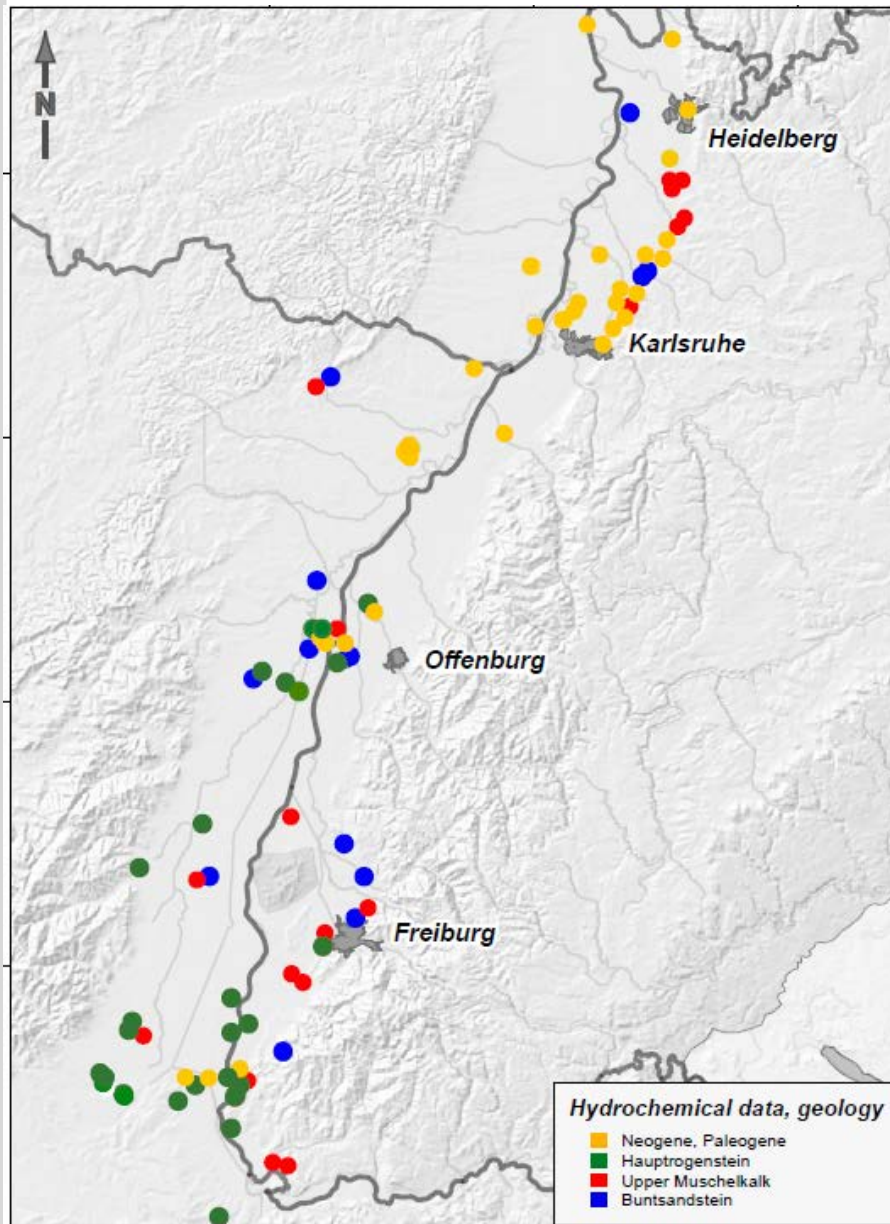 N
Heidelberg
Karlsruhe
Offenburg
Freiburg
Hydrochemical data, geology
Neogene, Paleogene
Hauptrogenstein
Upper Muschelkalk
Buntsandstein